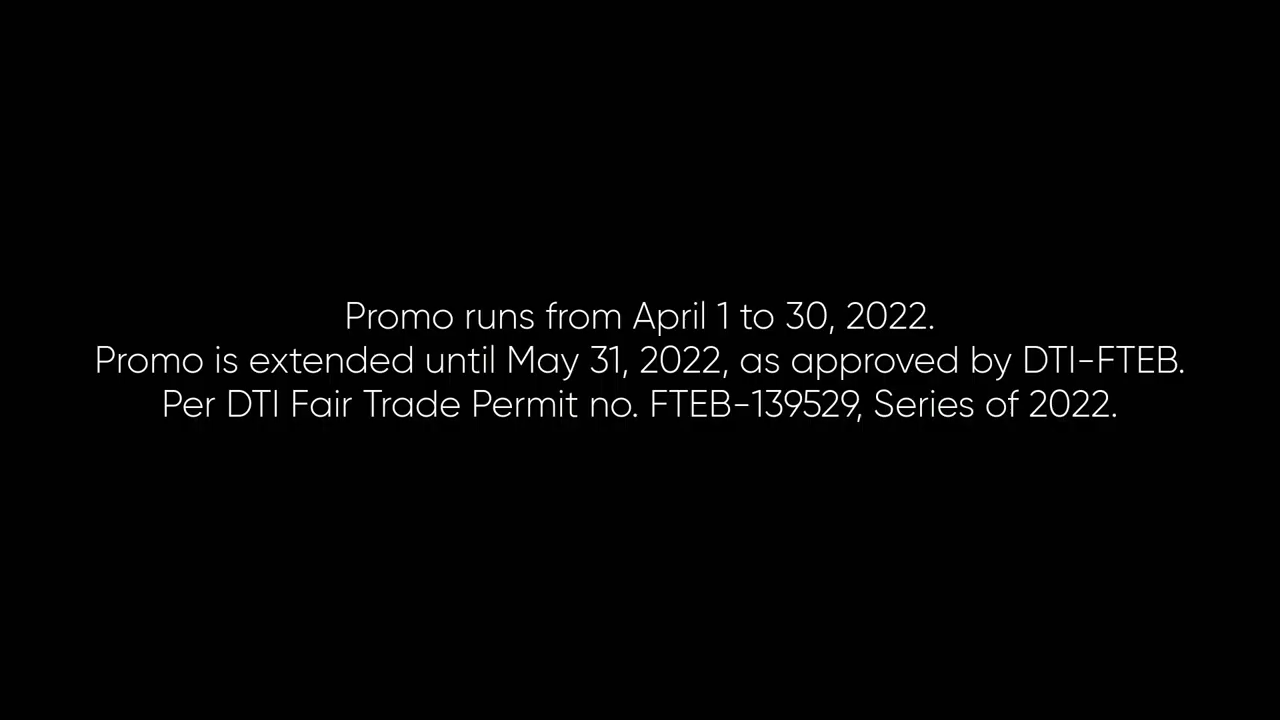 Promo runs from April 1 to 30, 2022.
Promo is extended until May 31, 2022, as approved by DTI-FTEB.
Per DTI Fair Trade Permit no. FTEB-139529, Series of 2022.